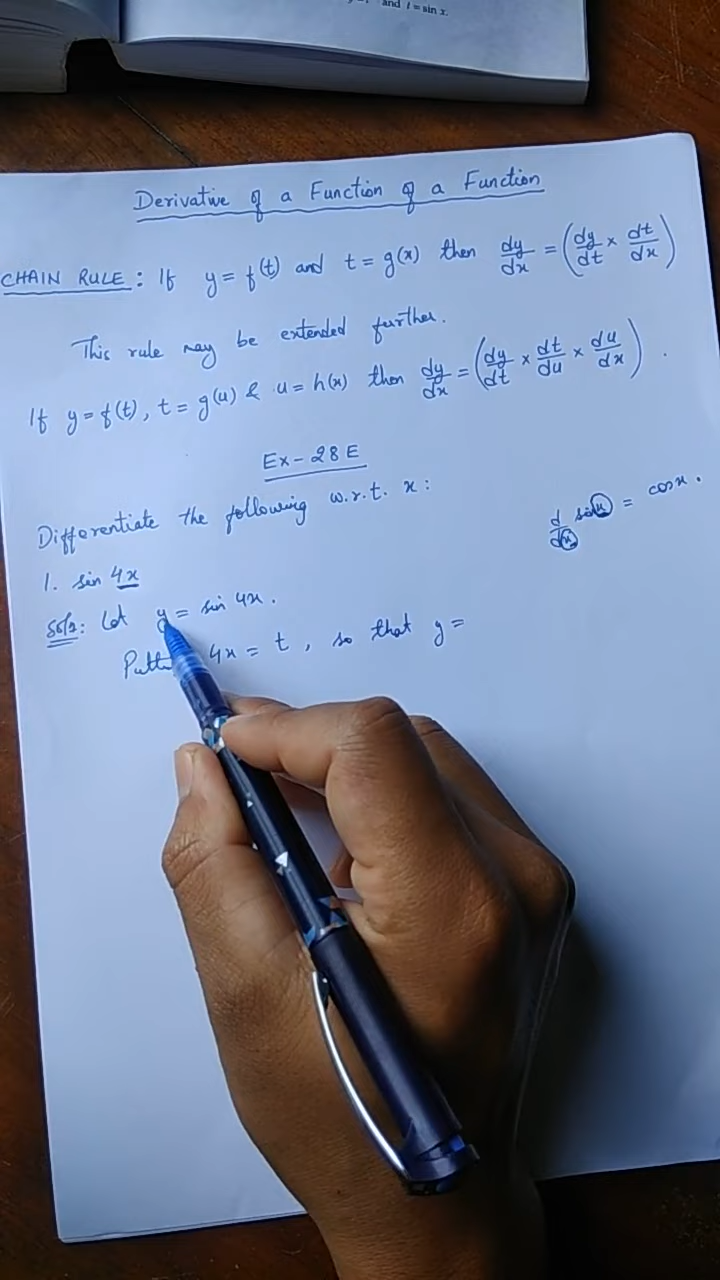 and t = sin x.
Derivative of a Function of a Function
CHAIN RULE : If y = f(t) and t = g(x) then dy/dx = (dy/dt × dt/dx)
This rule may be extended further.
If y = f(t), t = g(u) & u = h(x) then dy/dx = (dy/dt × dt/du × du/dx).
Ex - 28 E
Differentiate the following w.r.t. x :
d/dx sin x = cos x.
1. sin 4x
Soln: Let y = sin 4x.
4x = t, so that y =